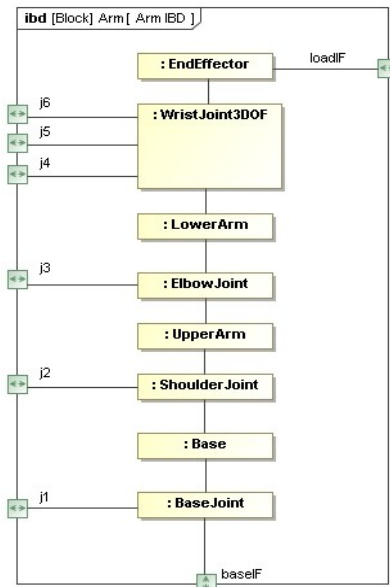 ibd [Block] Arm [ Arm IBD ]
: EndEffector
loadIF
j6
: WristJoint3DOF
j5
j4
: LowerArm
j3
: ElbowJoint
: UpperArm
j2
: ShoulderJoint
: Base
j1
: BaseJoint
baseIF